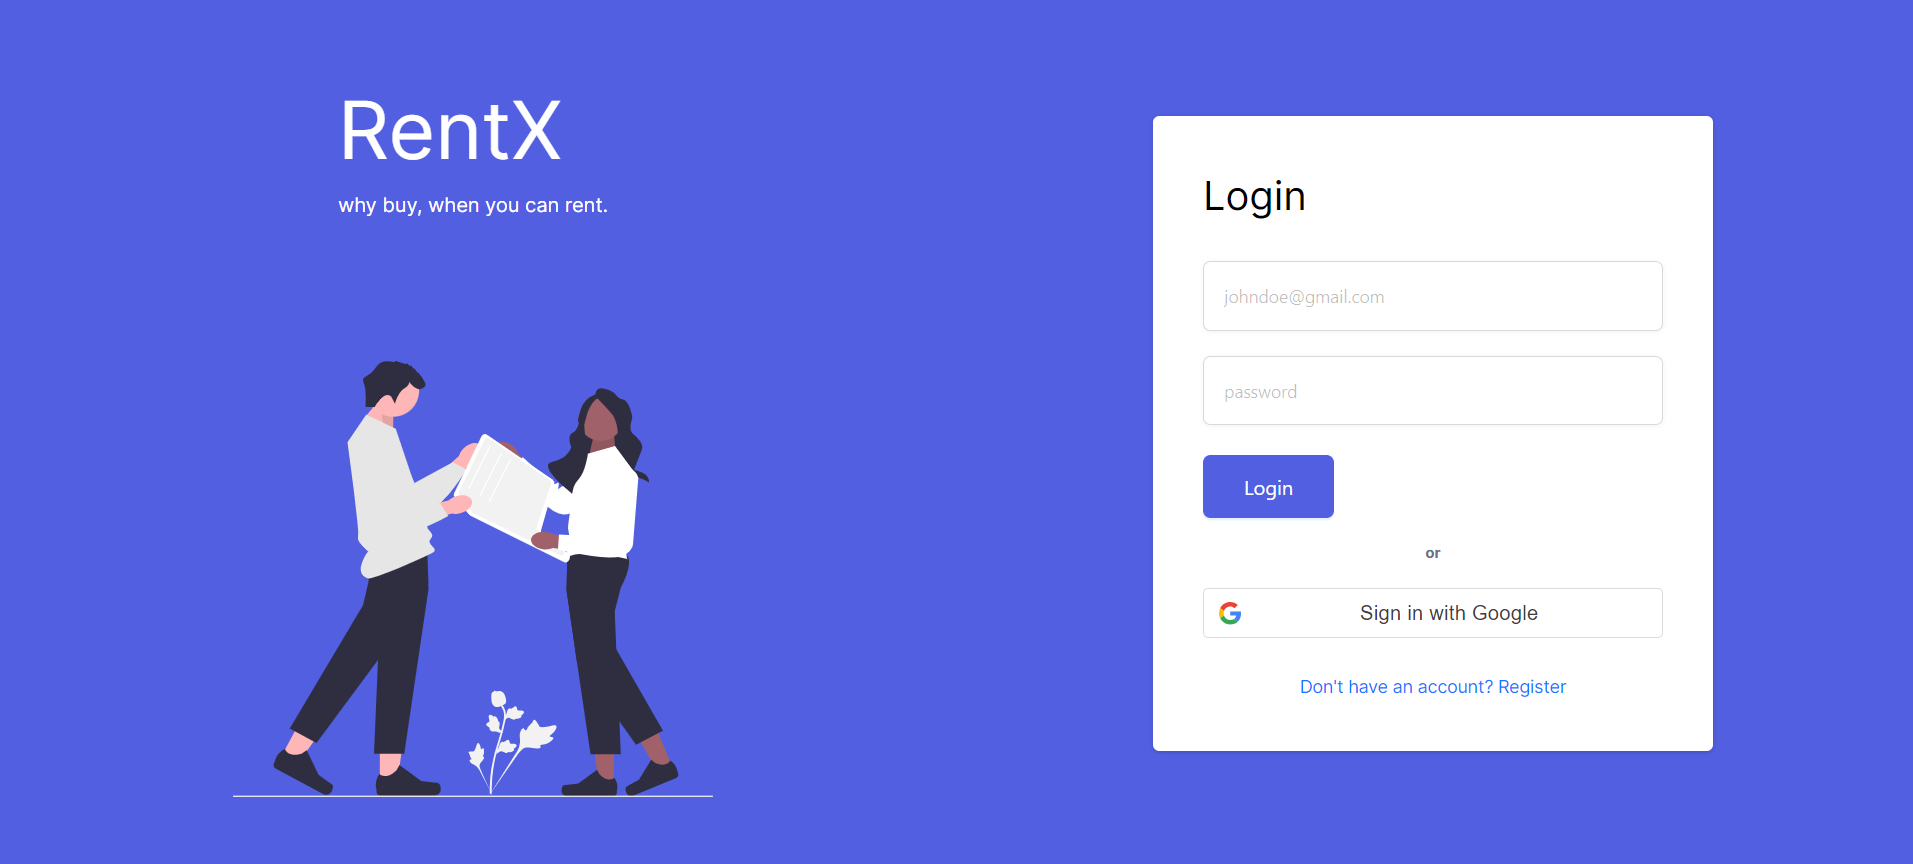 RentX
why buy, when you can rent.
Login
johndoe@gmail.com
password
Login
or
Sign in with Google
Don't have an account? Register